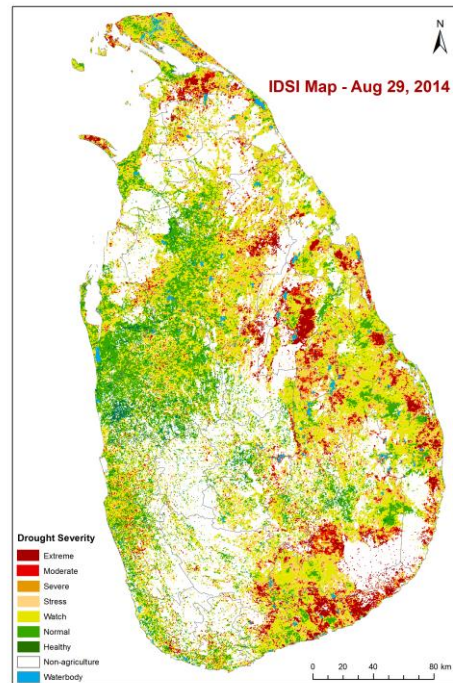 N
IDSI Map - Aug 29, 2014
Drought Severity
Extreme
Moderate
Severe
Stress
Watch
Normal
Healthy
Non-agriculture
Waterbody
0 20 40 80 km